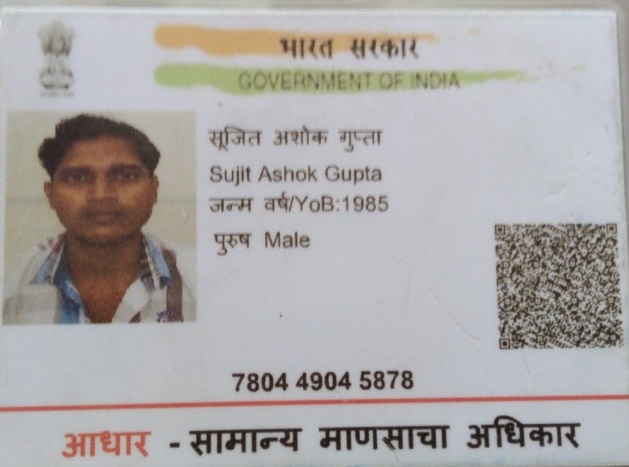 भारत सरकार
GOVERNMENT OF INDIA
सूजित अशोक गुप्ता
Sujit Ashok Gupta
जन्म वर्ष/YoB:1985
पुरुष Male
7804 4904 5878
आधार - सामान्य माणसाचा अधिकार